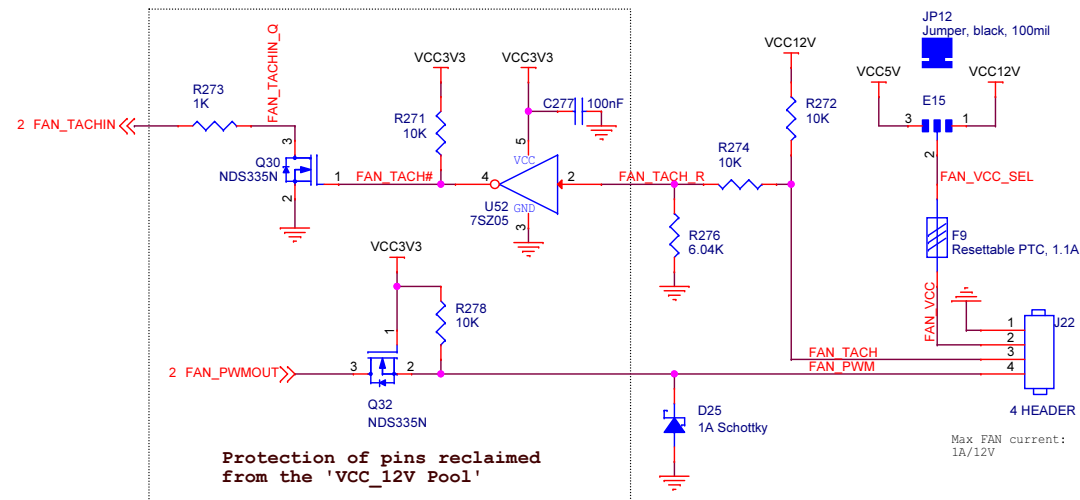 JP12
Jumper, black, 100mil
VCC12V
VCC3V3
VCC3V3
VCC5V
VCC12V
FAN_TACHIN_Q
R273
1K
C277
100nF
R272
10K
E15
3
1
2 FAN_TACHIN
R271
10K
5
VCC
R274
10K
2
3
Q30
NDS335N
1
FAN_TACH#
4
2
FAN_TACH_R
FAN_VCC_SEL
2
U52
7SZ05
GND
3
R276
6.04K
F9
Resettable PTC, 1.1A
VCC3V3
R278
10K
FAN_VCC
J22
1
1
2
FAN_TACH
3
2 FAN_PWMOUT
3
2
FAN_PWM
4
Q32
NDS335N
D25
1A Schottky
4 HEADER
Max FAN current:
1A/12V
Protection of pins reclaimed
from the 'VCC_12V Pool'